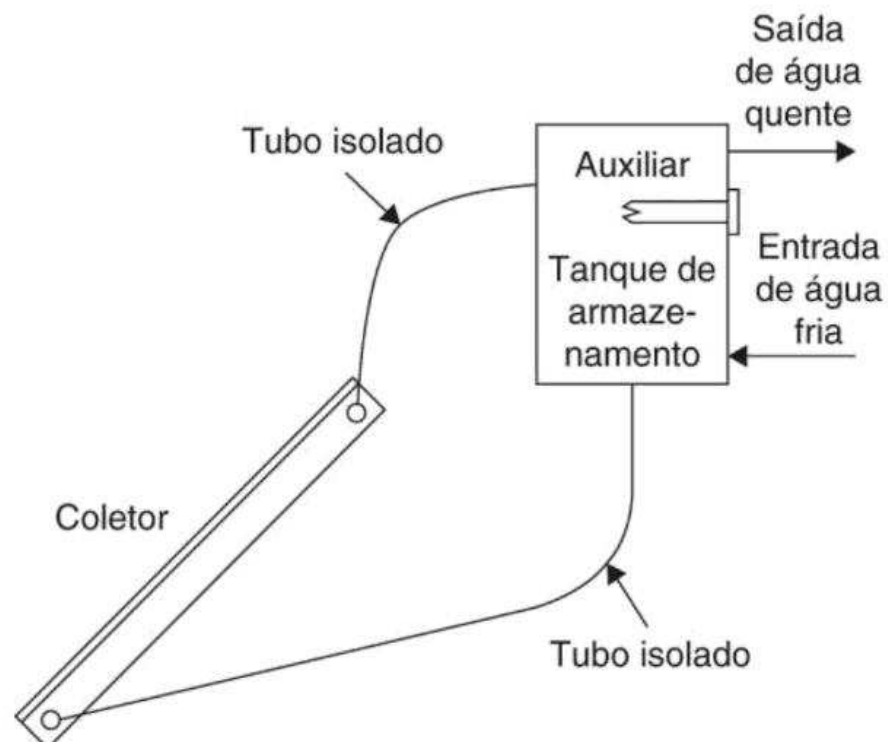 Saída
de água
quente
Tubo isolado
Auxiliar
Entrada
de água
fria
Tanque de
armaze-
namento
Coletor
Tubo isolado